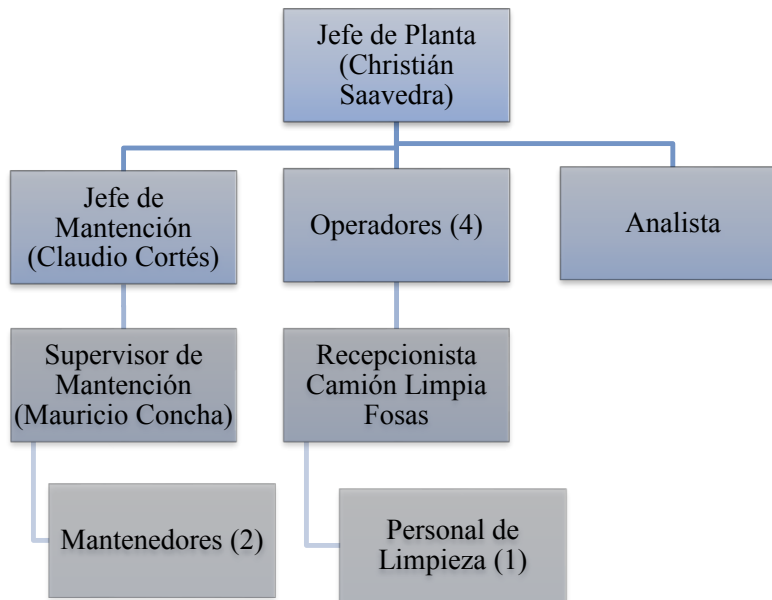 Jefe de Planta
(Christián
Saavedra)
Jefe de
Mantención
(Claudio Cortés)
Operadores (4)
Analista
Supervisor de
Mantención
(Mauricio Concha)
Recepcionista
Camión Limpia
Fosas
Mantenedores (2)
Personal de
Limpieza (1)